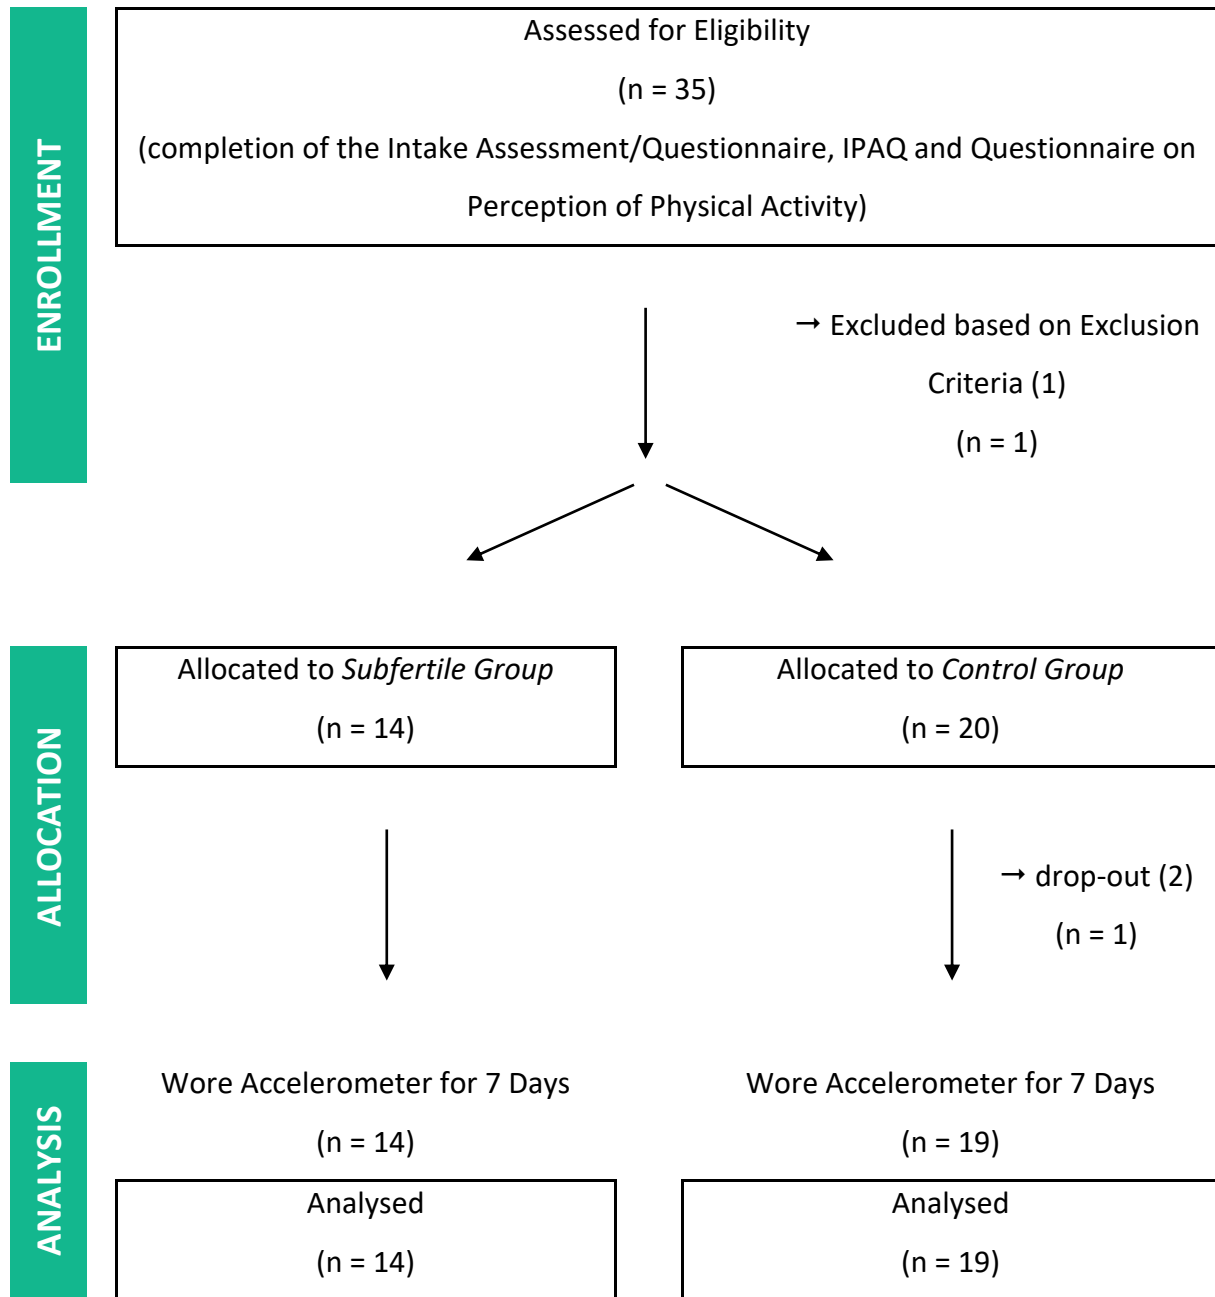 ENROLLMENT
Assessed for Eligibility
(n = 35)
(completion of the Intake Assessment/Questionnaire, IPAQ and Questionnaire on
Perception of Physical Activity)
→ Excluded based on Exclusion
Criteria (1)
(n = 1)
ALLOCATION
Allocated to Subfertile Group
(n = 14)
Allocated to Control Group
(n = 20)
→ drop-out (2)
(n = 1)
ANALYSIS
Wore Accelerometer for 7 Days
(n = 14)
Wore Accelerometer for 7 Days
(n = 19)
Analysed
(n = 14)
Analysed
(n = 19)